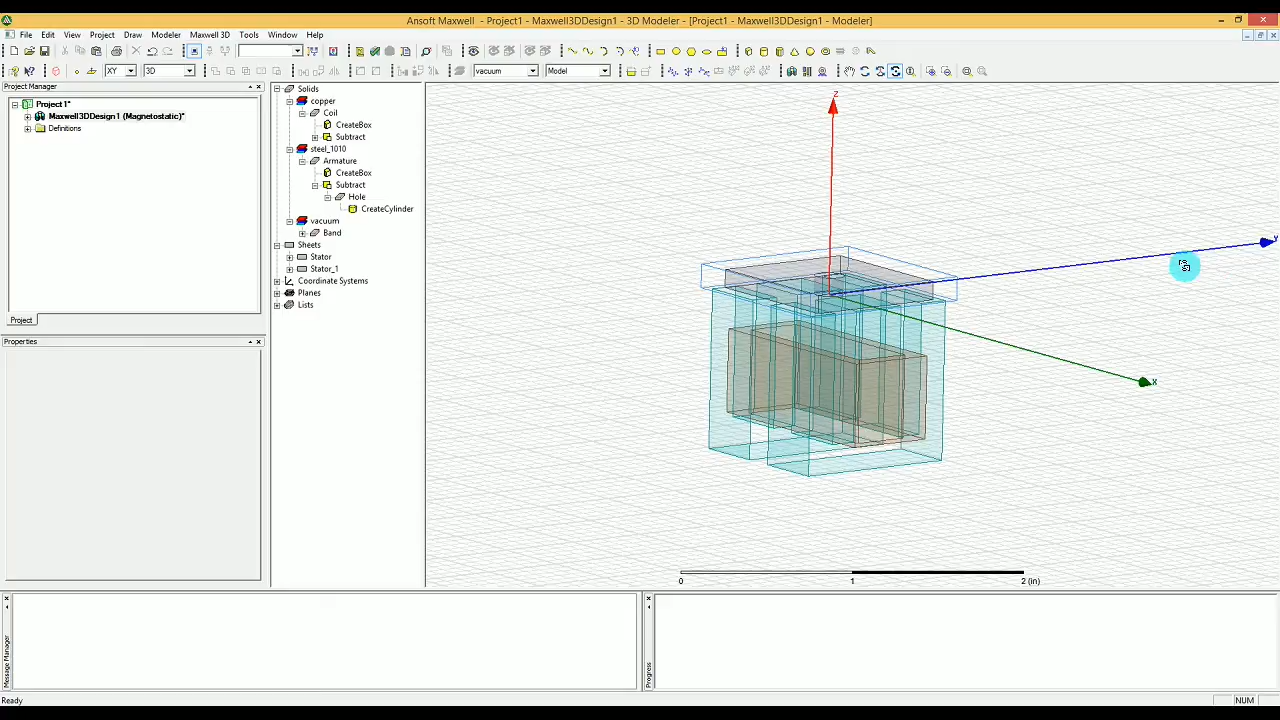 Ansoft Maxwell - Project1 - Maxwell3DDesign1 - 3D Modeler - [Project1 - Maxwell3DDesign1 - Modeler]
File Edit View Project Draw Modeler Maxwell 3D Tools Window Help
XY 3D vacuum Model
Project Manager
Project1*
Maxwell3DDesign1 (Magnetostatic)*
Definitions
Project
Properties
Solids
copper
Coil
CreateBox
Subtract
steel_1010
Armature
CreateBox
Subtract
Hole
CreateCylinder
vacuum
Band
Sheets
Stator
Stator_1
Coordinate Systems
Planes
Lists
Z
Y
X
0 1 2 (in)
Message Manager
Progress
Ready
NUM